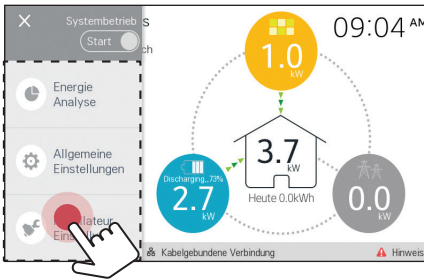 Systembetrieb
Start
S
ch
09:04 AM
Energie
Analyse
Allgemeine
Einstellungen
1.0
kW
3.7
kW
Heute 0.0kWh
Discharging..73%
2.7
kW
0.0
kW
Kabelgebundene Verbindung
Hinweis